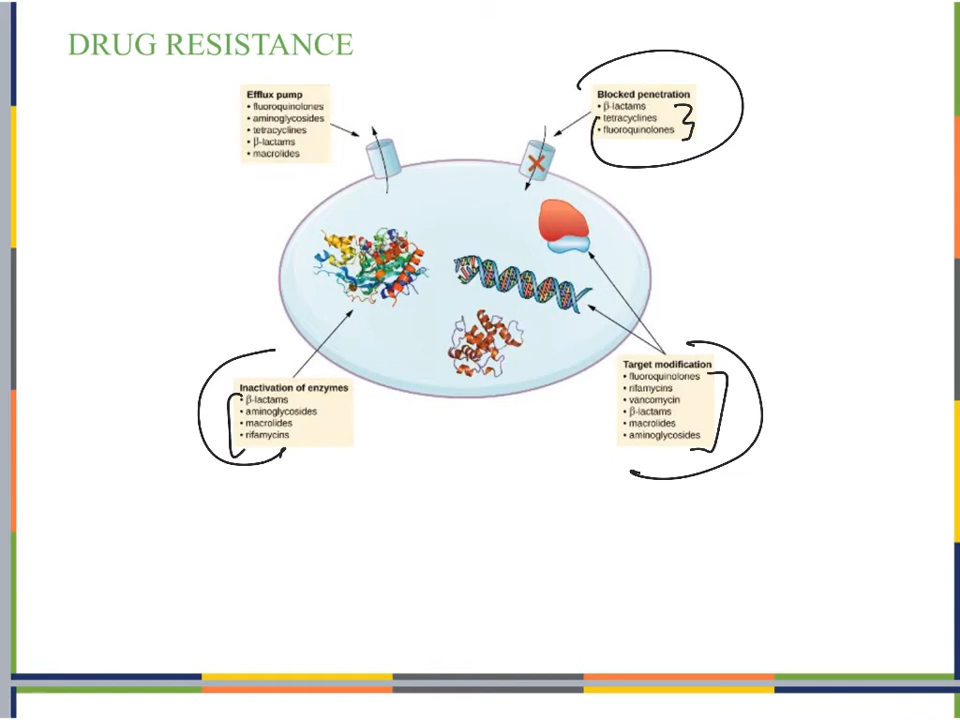 DRUG RESISTANCE
Efflux pump
• fluoroquinolones
• aminoglycosides
• tetracyclines
• β-lactams
• macrolides
Blocked penetration
• β-lactams
• tetracyclines
• fluoroquinolones
Inactivation of enzymes
• β-lactams
• aminoglycosides
• macrolides
• rifamycins
Target modification
• fluoroquinolones
• rifamycins
• vancomycin
• β-lactams
• macrolides
• aminoglycosides